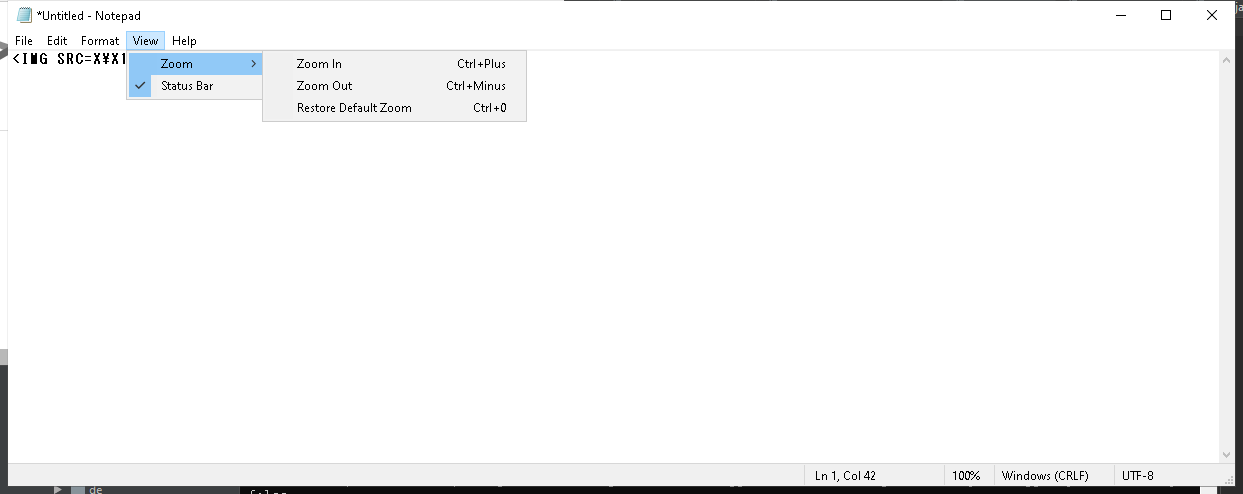 *Untitled - Notepad
File Edit Format View Help
<IMG SRC=X¥X1
Zoom
Status Bar
Zoom In Ctrl+Plus
Zoom Out Ctrl+Minus
Restore Default Zoom Ctrl+0
Ln 1, Col 42 100% Windows (CRLF) UTF-8
de